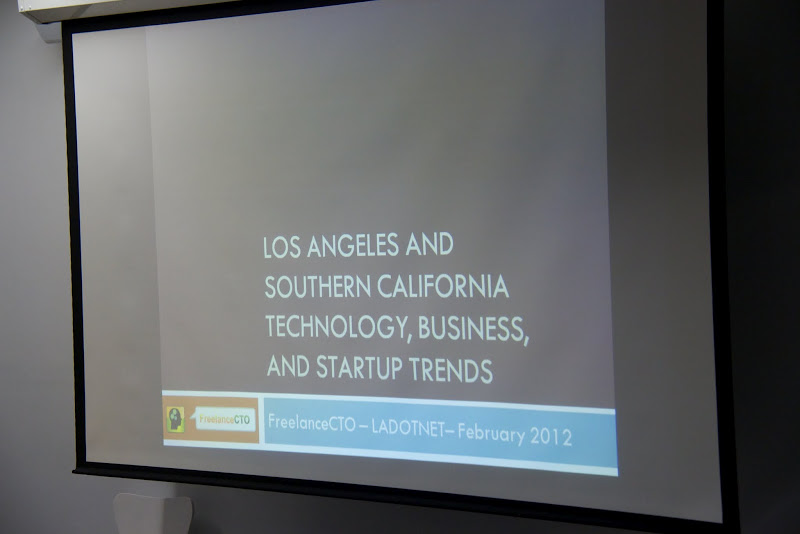 LOS ANGELES AND
SOUTHERN CALIFORNIA
TECHNOLOGY, BUSINESS,
AND STARTUP TRENDS
FreelanceCTO
FreelanceCTO – LADOTNET– February 2012